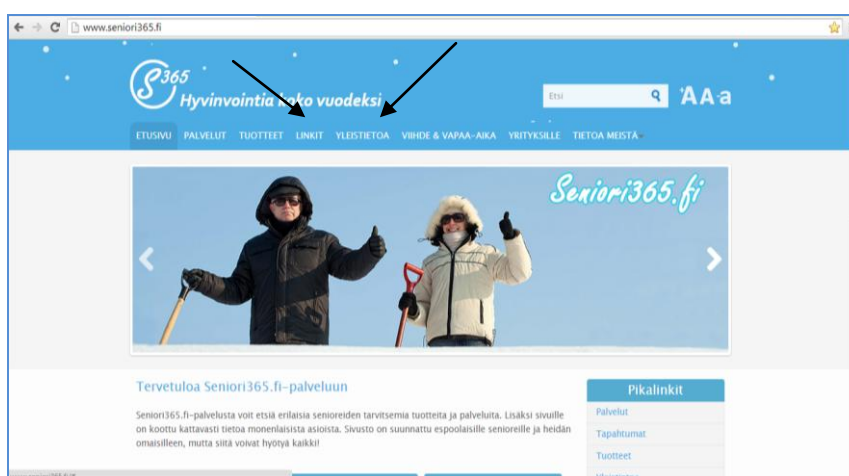 www.seniori365.fi
S365
Hyvinvointia koko vuodeksi
Etsi
AAa
ETUSIVU PALVELUT TUOTTEET LINKIT YLEISTIETOA VIIHDE & VAPAA-AIKA YRITYKSILLE TIETOA MEISTÄ
Seniori365.fi
Tervetuloa Seniori365.fi-palveluun
Seniori365.fi-palvelusta voit etsiä erilaisia senioreiden tarvitsemia tuotteita ja palveluita. Lisäksi sivuille
on koottu kattavasti tietoa monenlaisista asioista. Sivusto on suunnattu espoolaisille senioreille ja heidän
omaisilleen, mutta siitä voivat hyötyä kaikki!
Pikalinkit
Palvelut
Tapahtumat
Tuotteet